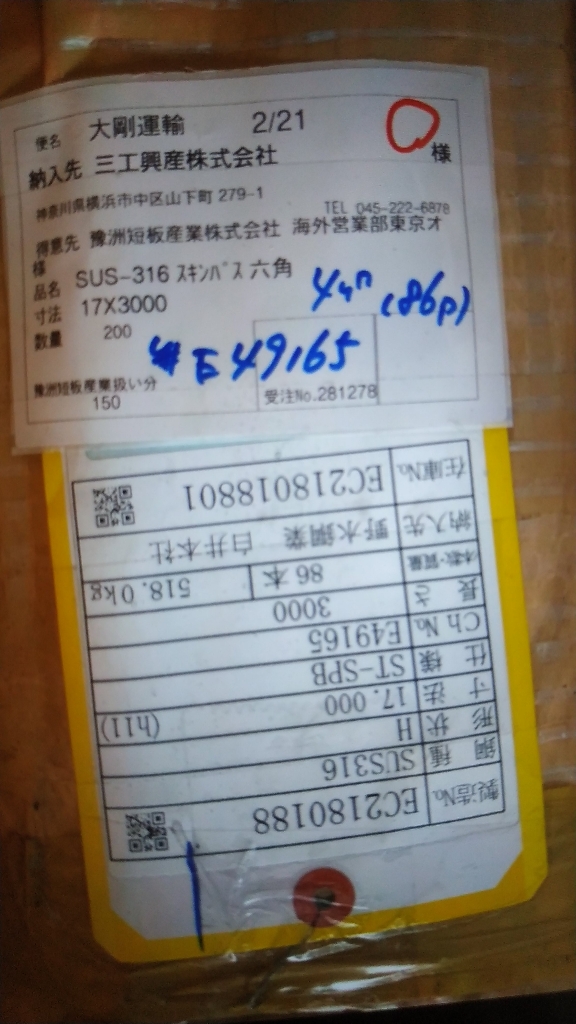 便名 大剛運輸 2/21
様
納入先 三工興産株式会社
神奈川県横浜市中区山下町 279-1
TEL 045-222-6878
得意先 豫洲短板産業株式会社 海外営業部東京オ
様
品名 SUS-316 スキンパス 六角
寸法 17X3000
数量 200
(86p)
E49165
豫洲短板産業扱い分
150
受注No.281278
製造No. EC2180188
鋼種 SUS316
形状 H
寸法 17.000 (h11)
仕様 ST-SPB
Ch No E49165
長さ 3000
本数・質量 86 本 518.0kg
納入先 野水鋼業 白井本社
在庫No. EC218018801